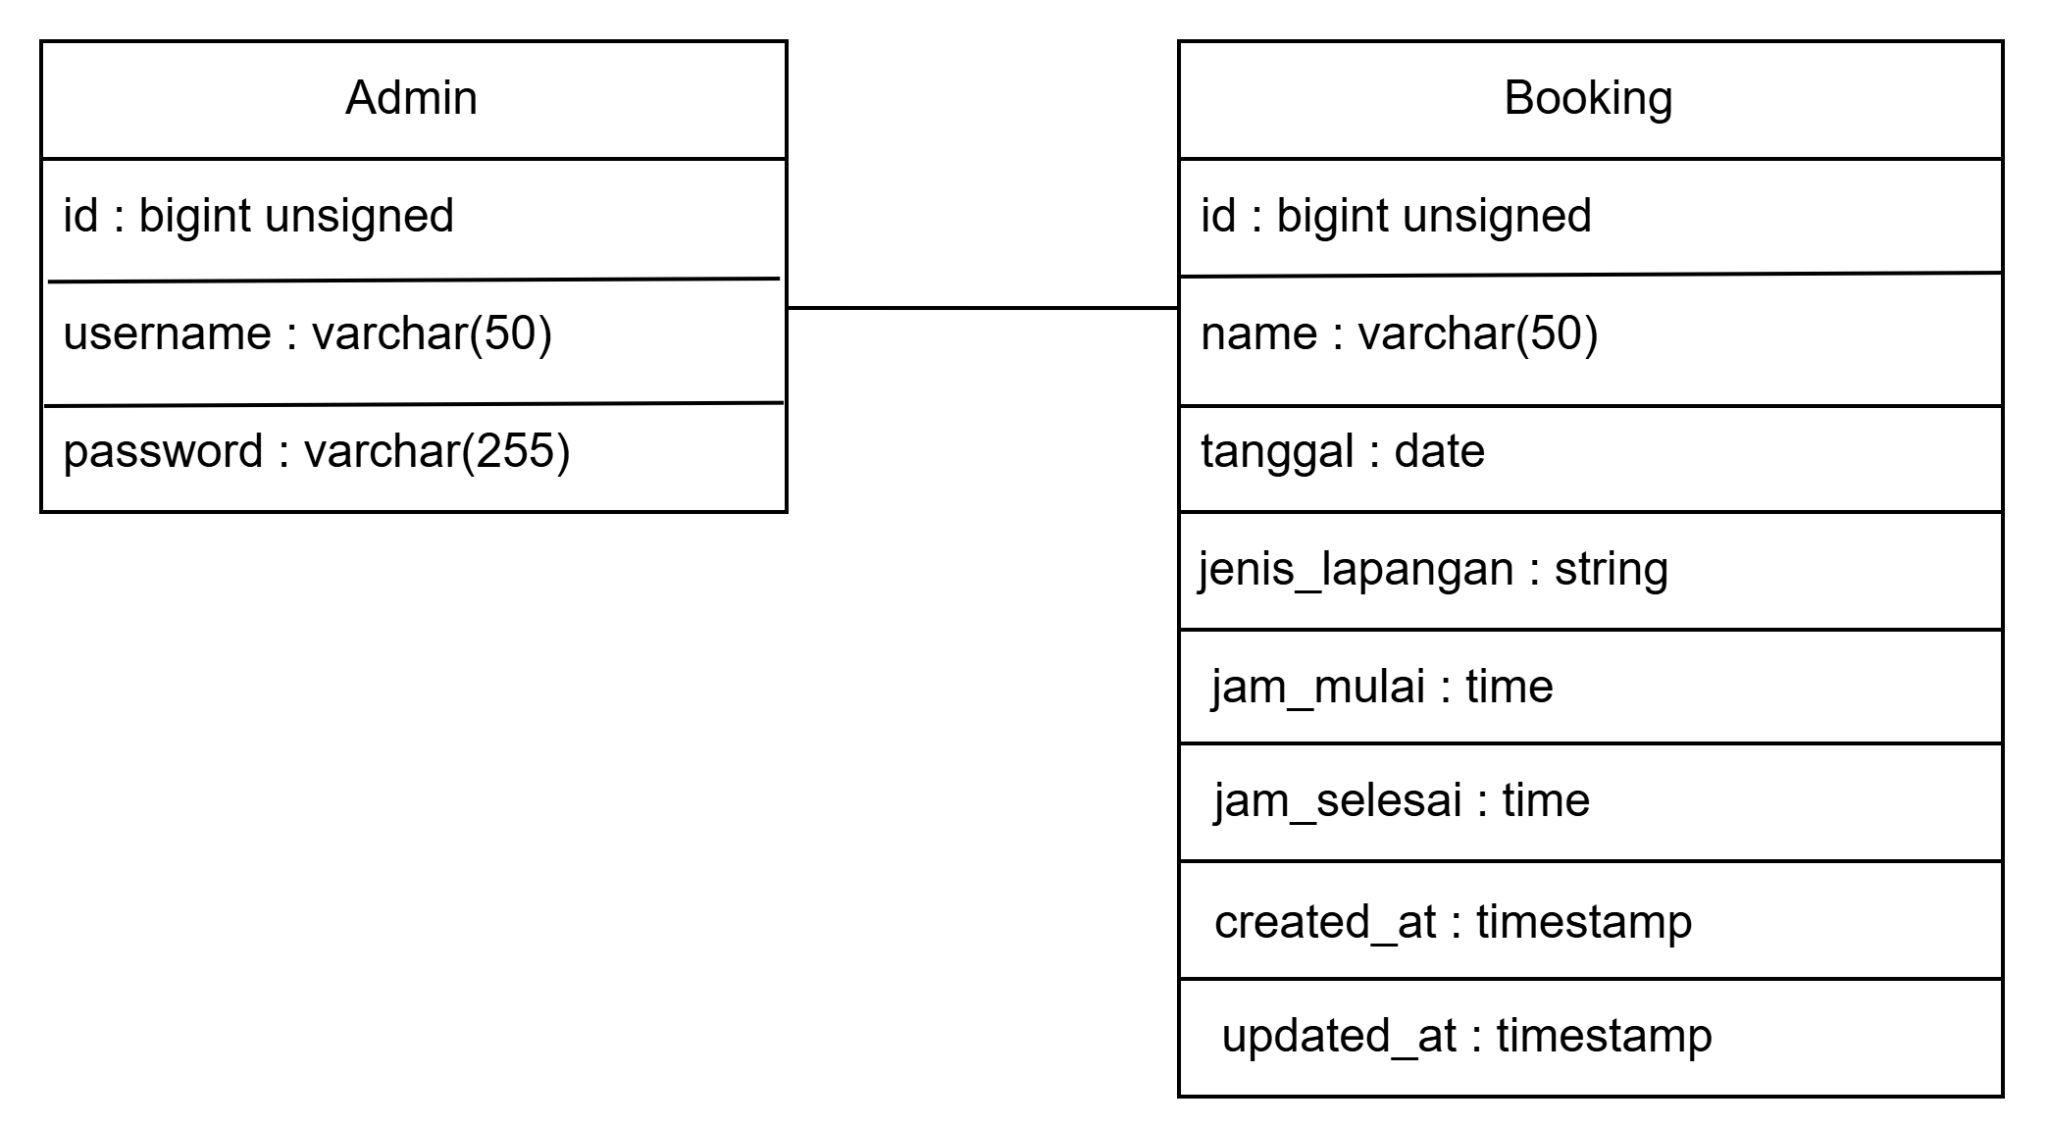 Admin
id : bigint unsigned
username : varchar(50)
password : varchar(255)
Booking
id : bigint unsigned
name : varchar(50)
tanggal : date
jenis_lapangan : string
jam_mulai : time
jam_selesai : time
created_at : timestamp
updated_at : timestamp